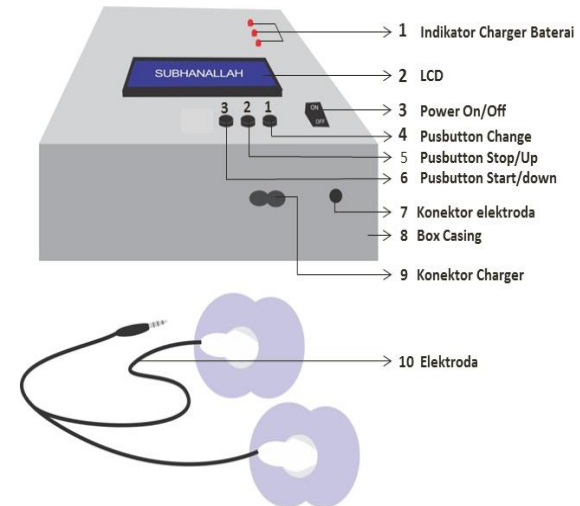 1 Indikator Charger Baterai
SUBHANALLAH
2 LCD
3 2 1
ON
OFF
3 Power On/Off
4 Pusbutton Change
5 Pusbutton Stop/Up
6 Pusbutton Start/down
7 Konektor elektroda
8 Box Casing
9 Konektor Charger
10 Elektroda